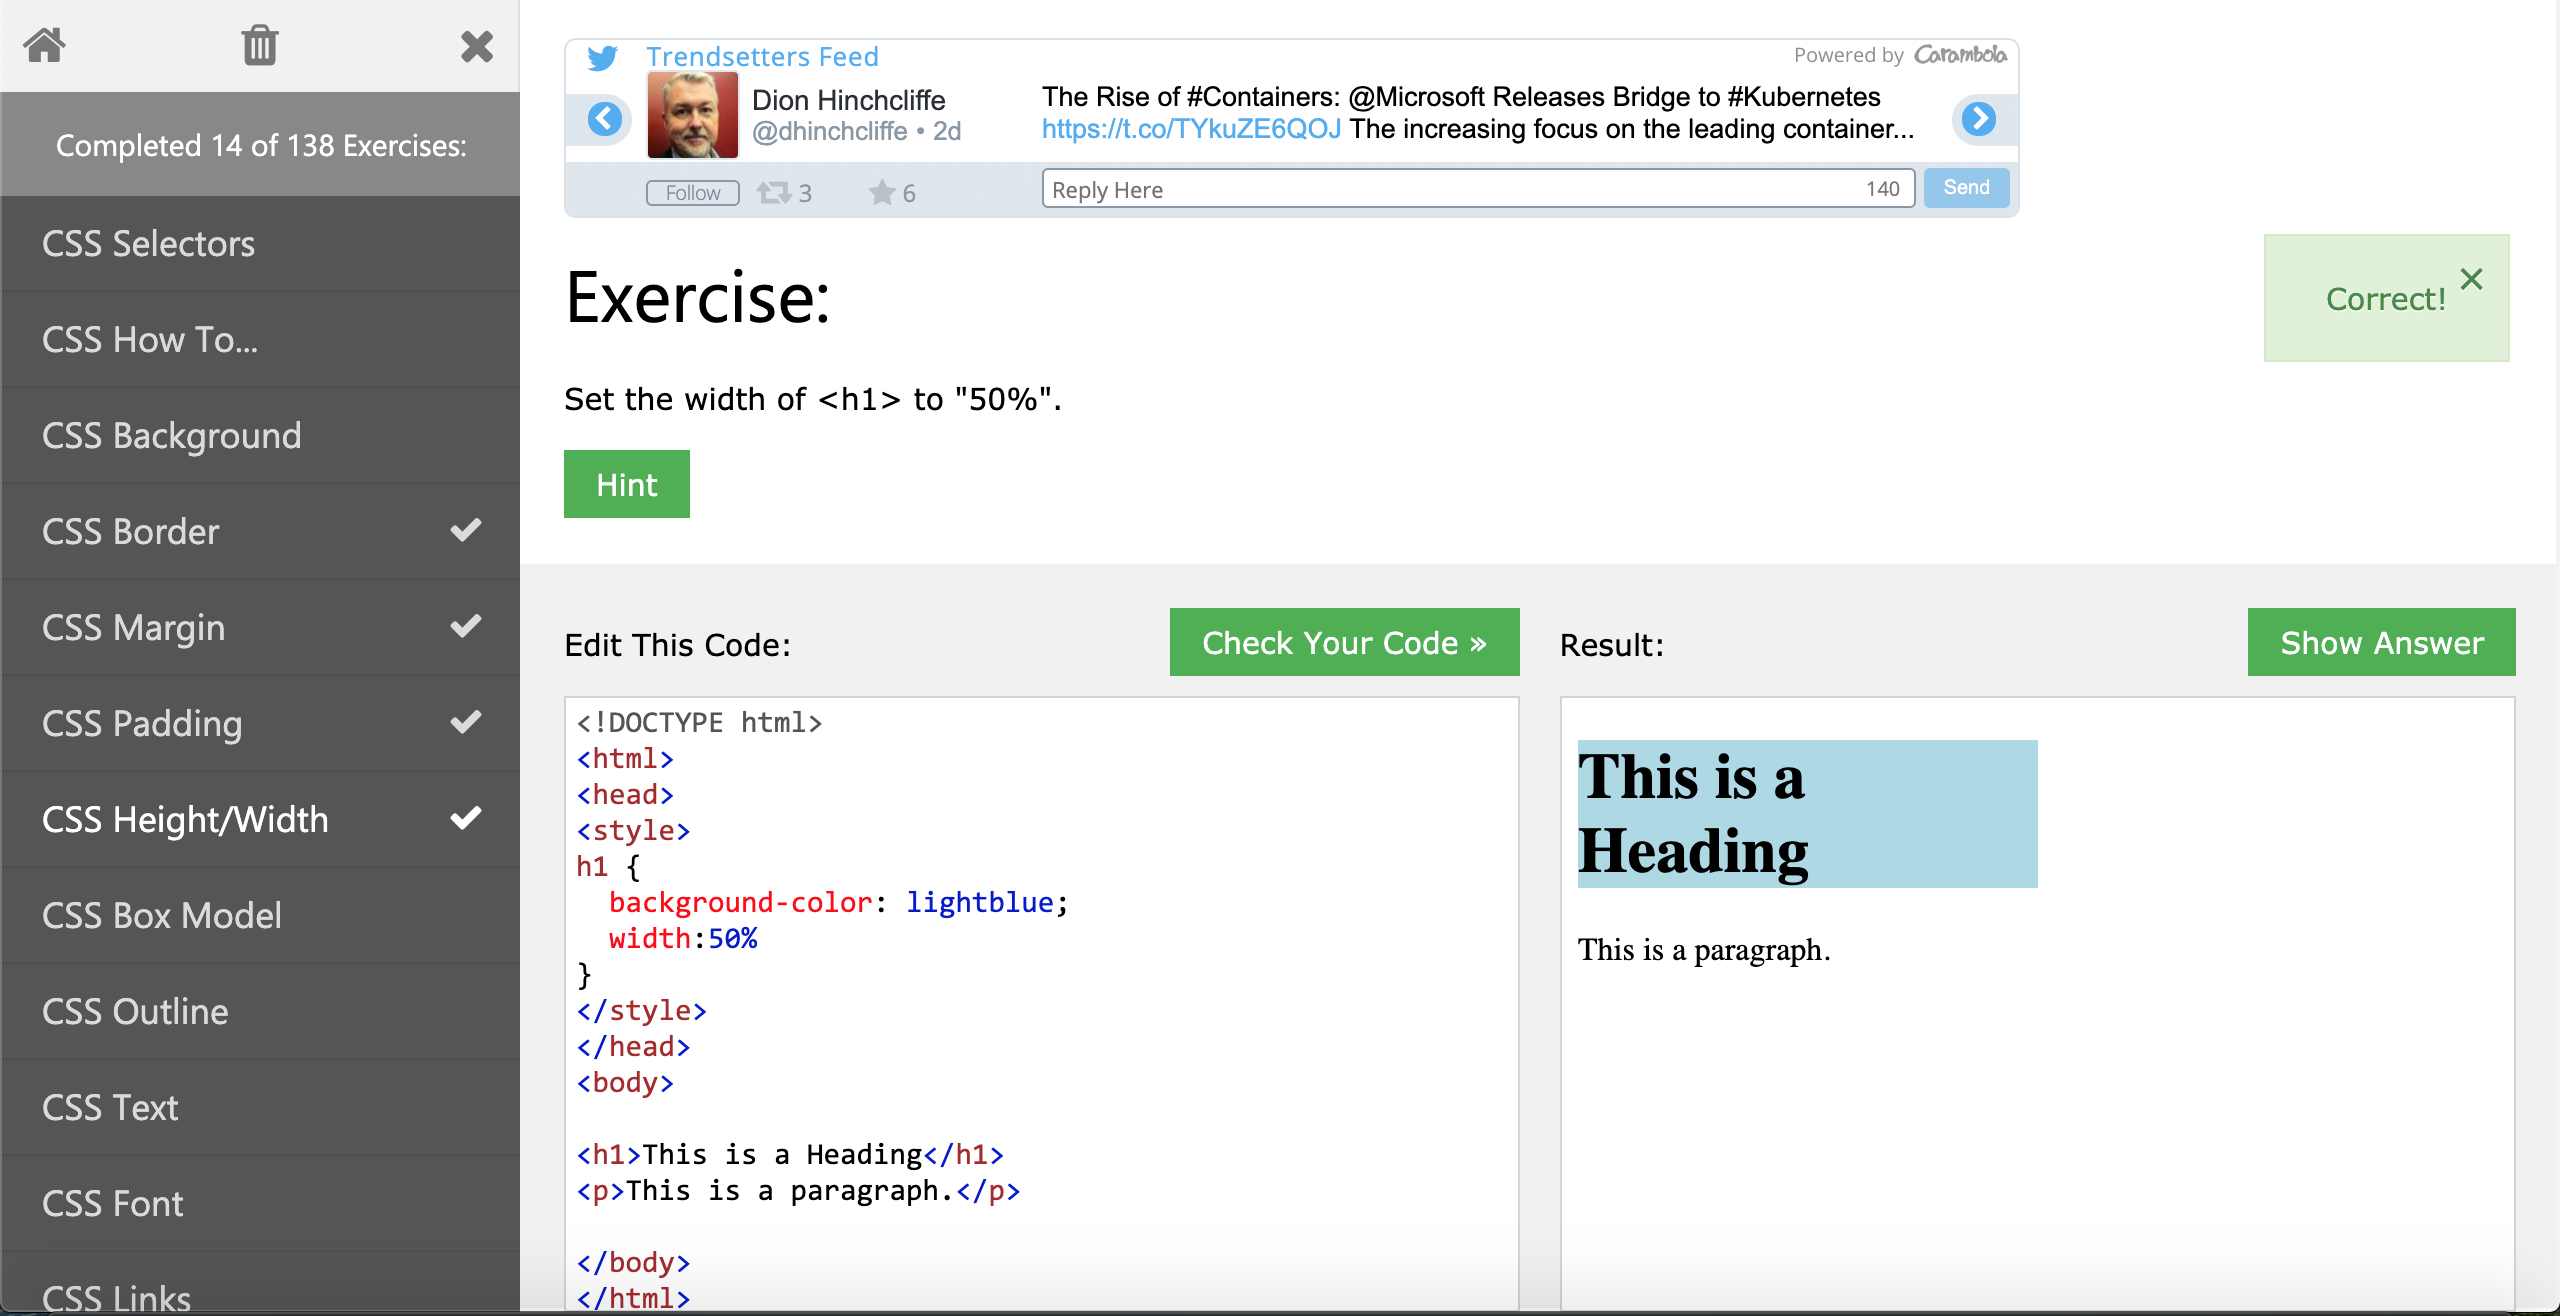 Completed 14 of 138 Exercises:
CSS Selectors
CSS How To...
CSS Background
CSS Border
CSS Margin
CSS Padding
CSS Height/Width
CSS Box Model
CSS Outline
CSS Text
CSS Font
CSS Links
Trendsetters Feed
Powered by Carambola
Dion Hinchcliffe
@dhinchcliffe • 2d
The Rise of #Containers: @Microsoft Releases Bridge to #Kubernetes
https://t.co/TYkuZE6QOJ The increasing focus on the leading container...
Follow 3 6
Reply Here 140 Send
Exercise:
Correct! ×
Set the width of <h1> to "50%".
Hint
Edit This Code:
Check Your Code »
<!DOCTYPE html>
<html>
<head>
<style>
h1 {
  background-color: lightblue;
  width:50%
}
</style>
</head>
<body>
<h1>This is a Heading</h1>
<p>This is a paragraph.</p>
</body>
</html>
Result:
Show Answer
This is a
Heading
This is a paragraph.